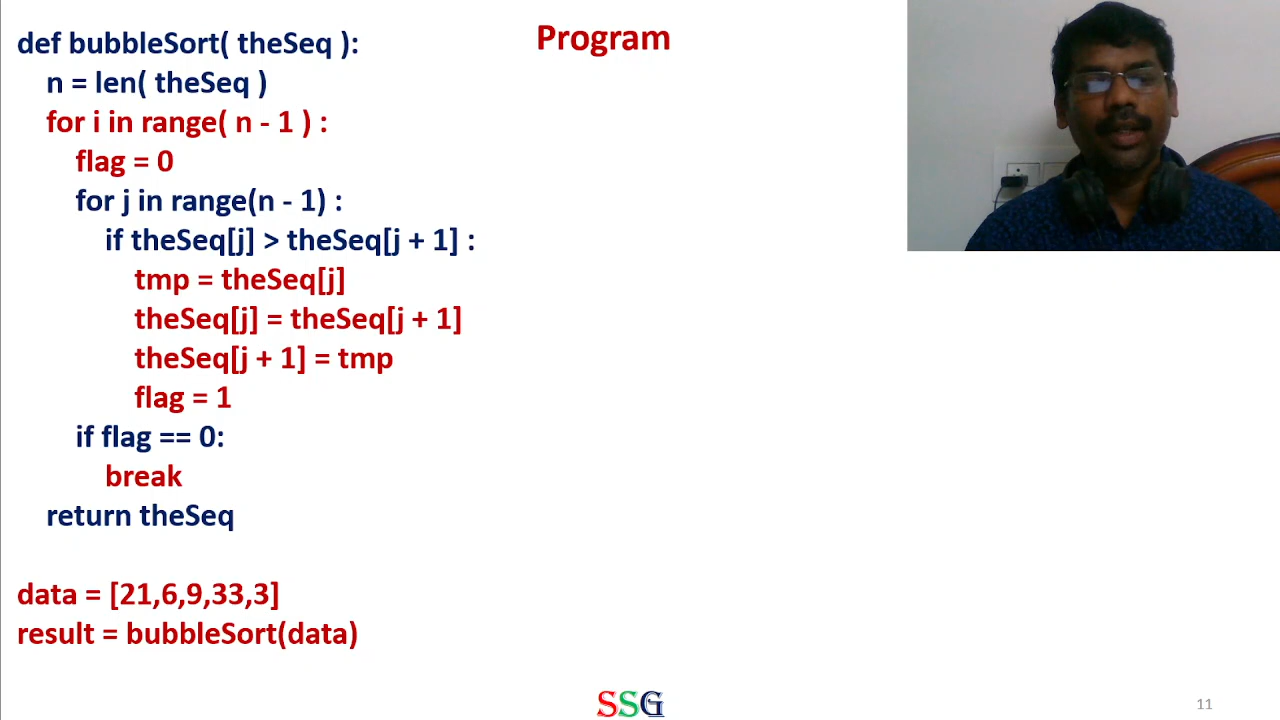 Program
def bubbleSort( theSeq ):
n = len( theSeq )
for i in range( n - 1 ) :
flag = 0
for j in range(n - 1) :
if theSeq[j] > theSeq[j + 1] :
tmp = theSeq[j]
theSeq[j] = theSeq[j + 1]
theSeq[j + 1] = tmp
flag = 1
if flag == 0:
break
return theSeq
data = [21,6,9,33,3]
result = bubbleSort(data)
SSG
11